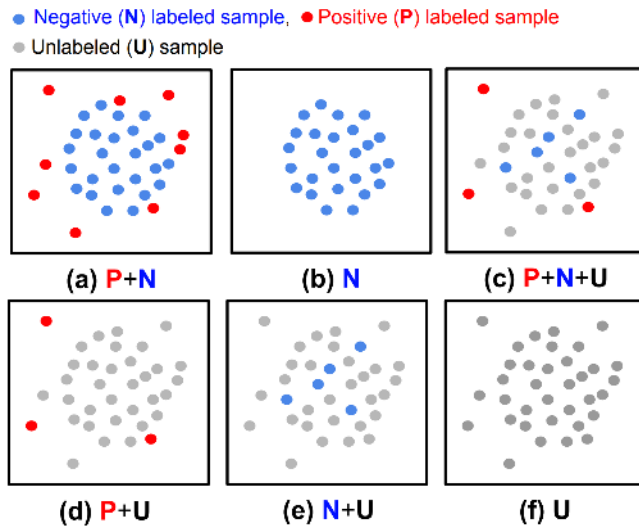 Negative (N) labeled sample, Positive (P) labeled sample
Unlabeled (U) sample
(a) P+N (b) N (c) P+N+U
(d) P+U (e) N+U (f) U